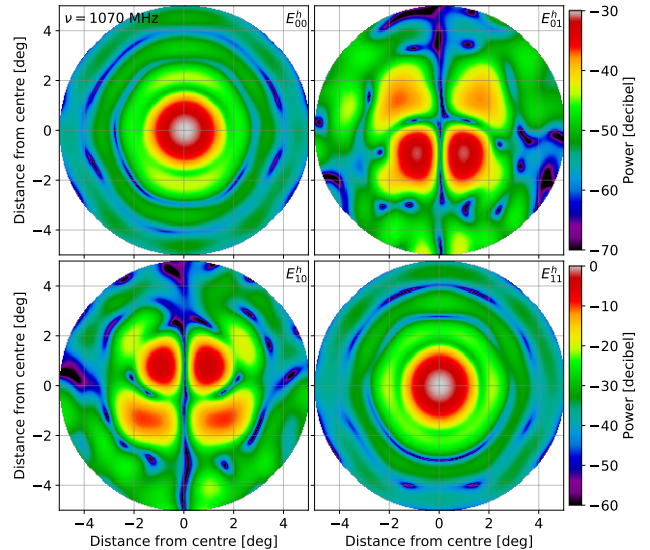 ν = 1070 MHz
E^h_00
E^h_01
Distance from centre [deg]
4
2
0
−2
−4
−30
−40
−50
−60
−70
Power [decibel]
E^h_10
E^h_11
Distance from centre [deg]
4
2
0
−2
−4
0
−10
−20
−30
−40
−50
−60
Power [decibel]
−4 −2 0 2 4 −4 −2 0 2 4
Distance from centre [deg] Distance from centre [deg]